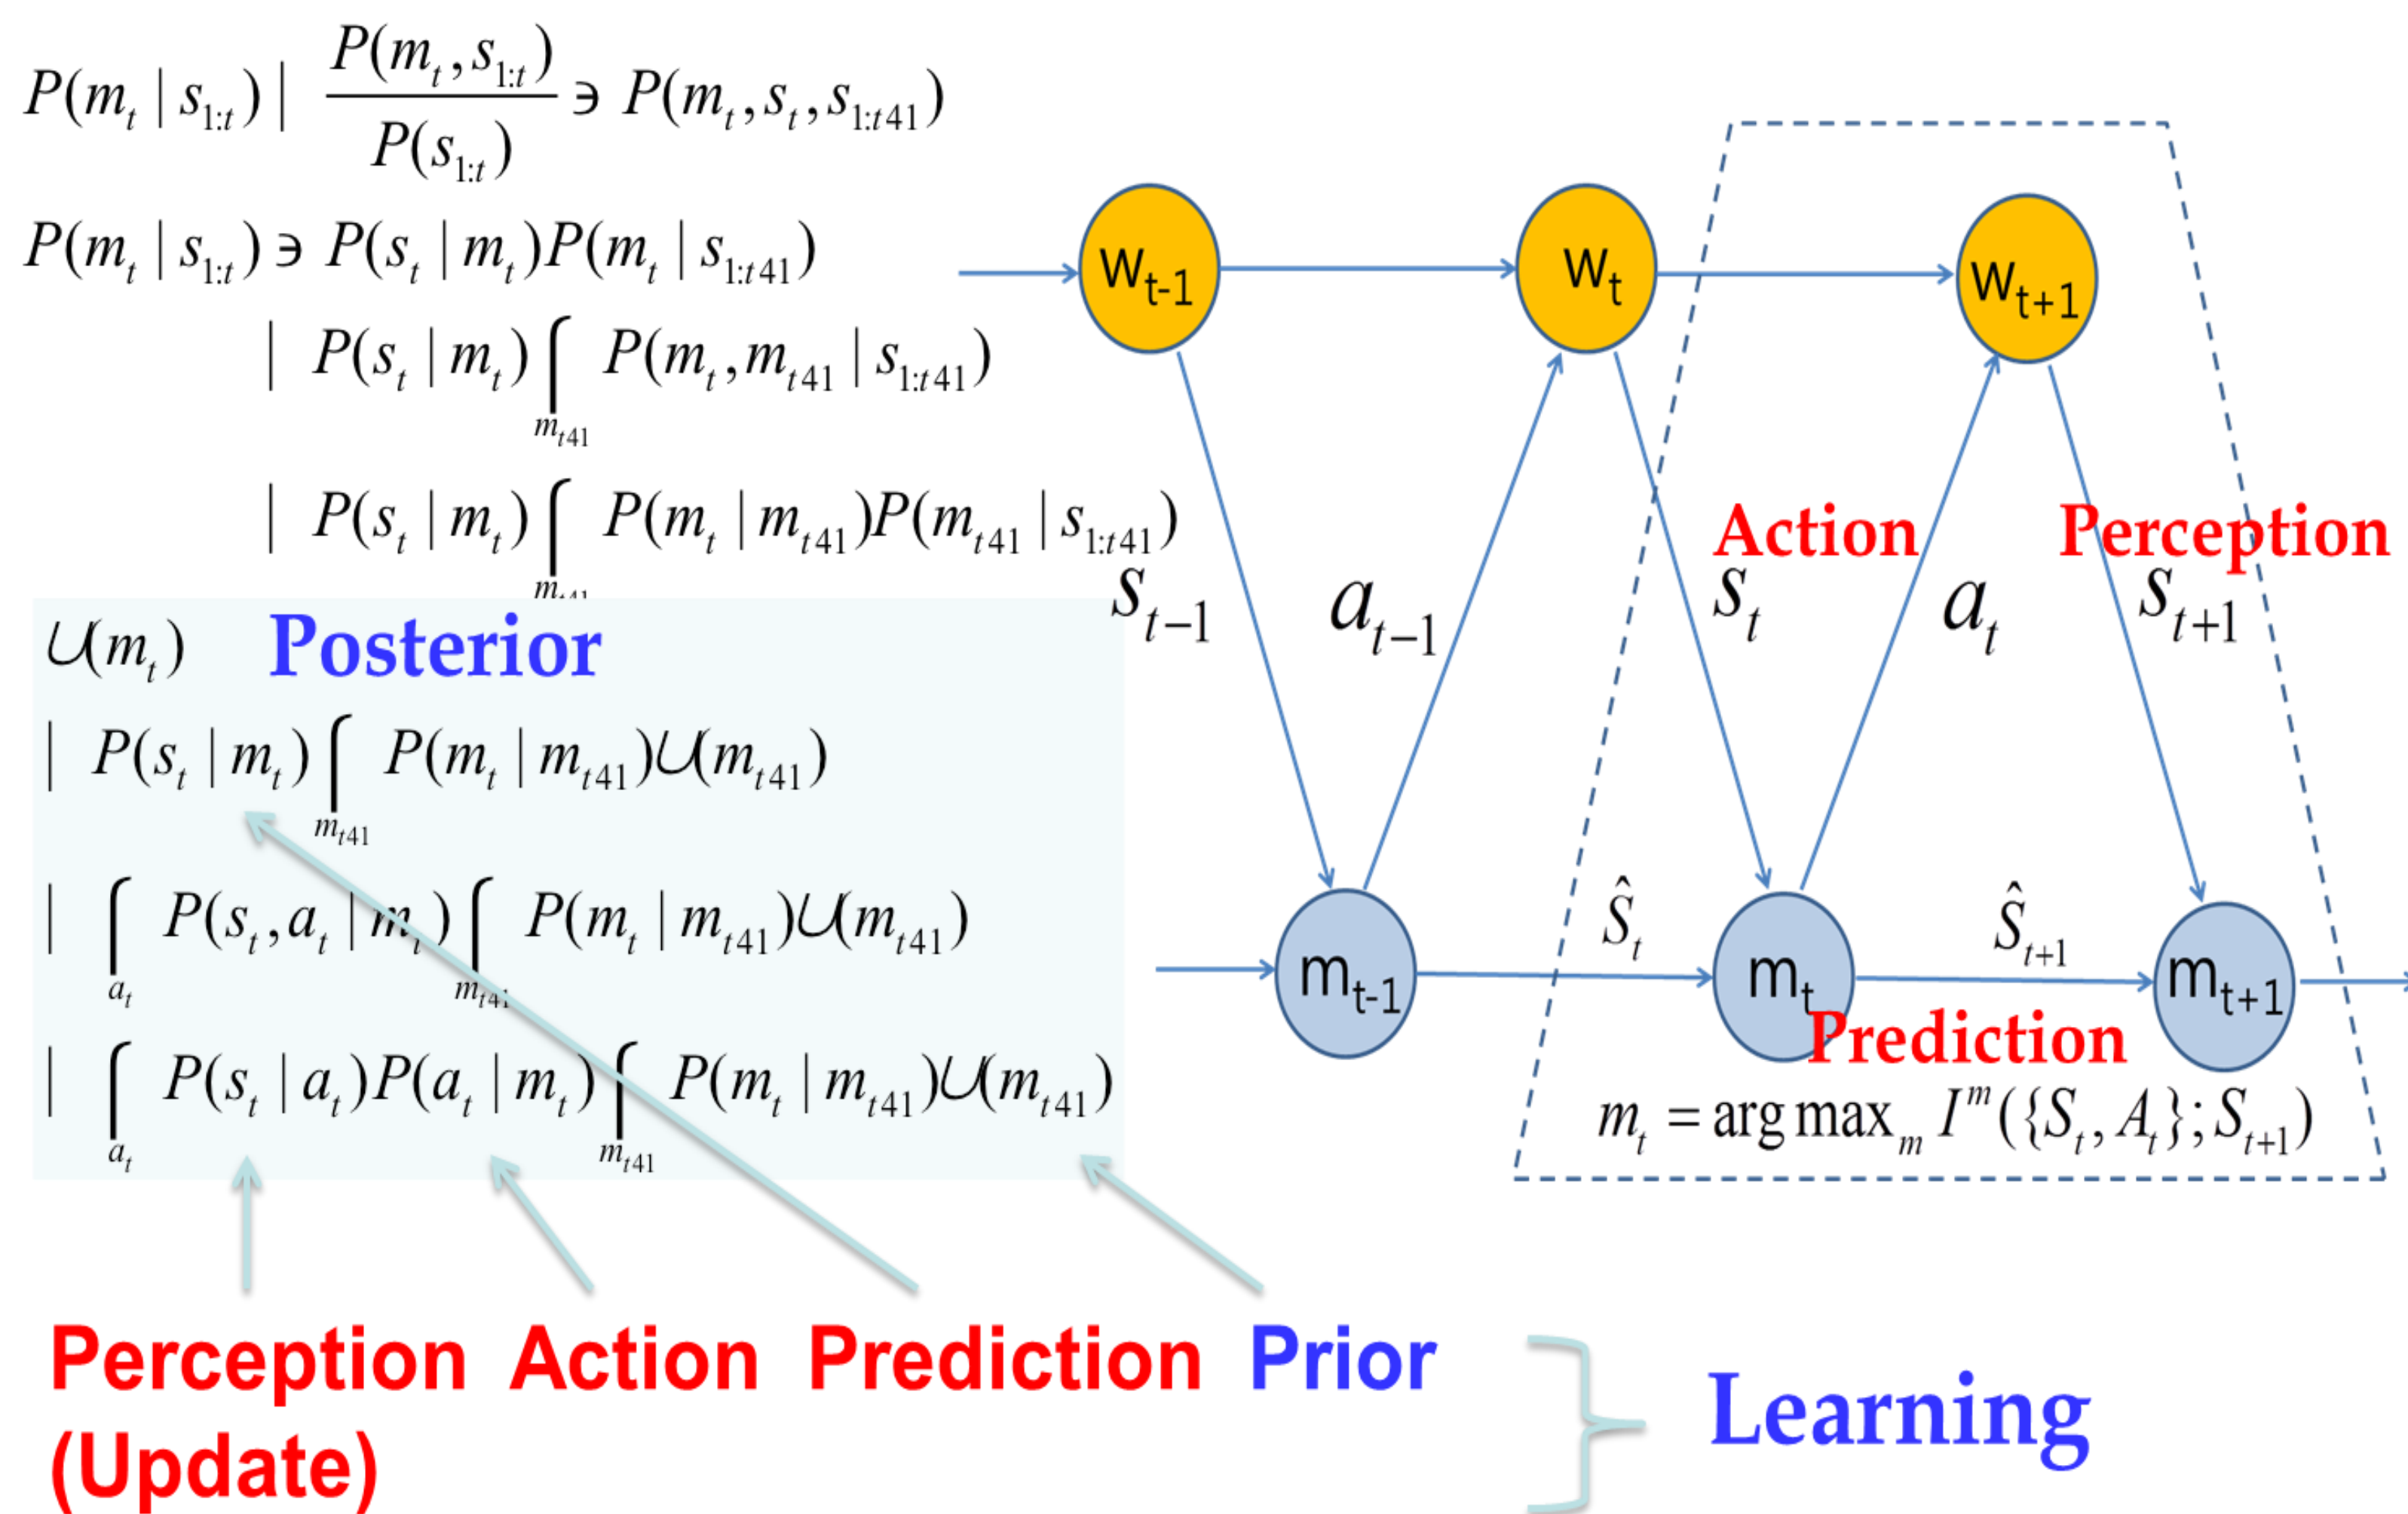 P(m_t | s_{1:t}) | P(m_t, s_{1:t}) / P(s_{1:t}) ∋ P(m_t, s_t, s_{1:t41})
P(m_t | s_{1:t}) ∋ P(s_t | m_t)P(m_t | s_{1:t41})
| P(s_t | m_t) ⌠_{m_{t41}} P(m_t, m_{t41} | s_{1:t41})
| P(s_t | m_t) ⌠_{m_{t41}} P(m_t | m_{t41})P(m_{t41} | s_{1:t41})
U(m_t) Posterior
| P(s_t | m_t) ⌠_{m_{t41}} P(m_t | m_{t41})U(m_{t41})
| ⌠_{a_t} P(s_t, a_t | m_t) ⌠_{m_{t41}} P(m_t | m_{t41})U(m_{t41})
| ⌠_{a_t} P(s_t | a_t)P(a_t | m_t) ⌠_{m_{t41}} P(m_t | m_{t41})U(m_{t41})
w_{t-1} w_t w_{t+1}
Action Perception
s_{t-1} a_{t-1} s_t a_t s_{t+1}
Ŝ_t Ŝ_{t+1}
m_{t-1} m_t m_{t+1}
Prediction
m_t = arg max_m I^m({S_t, A_t}; S_{t+1})
Perception Action Prediction Prior
(Update)
Learning